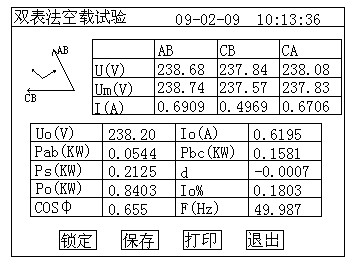 双表法空载试验 09-02-09 10:13:36
AB
CB
AB CB CA
U(V) 238.68 237.84 238.08
Um(V) 238.74 237.57 237.83
I(A) 0.6909 0.4969 0.6706
Uo(V) 238.20 Io(A) 0.6195
Pab(KW) 0.0544 Pbc(KW) 0.1581
Ps(KW) 0.2125 d -0.0007
Po(KW) 0.8403 Io% 0.1803
COSΦ 0.655 F(Hz) 49.987
锁定 保存 打印 退出